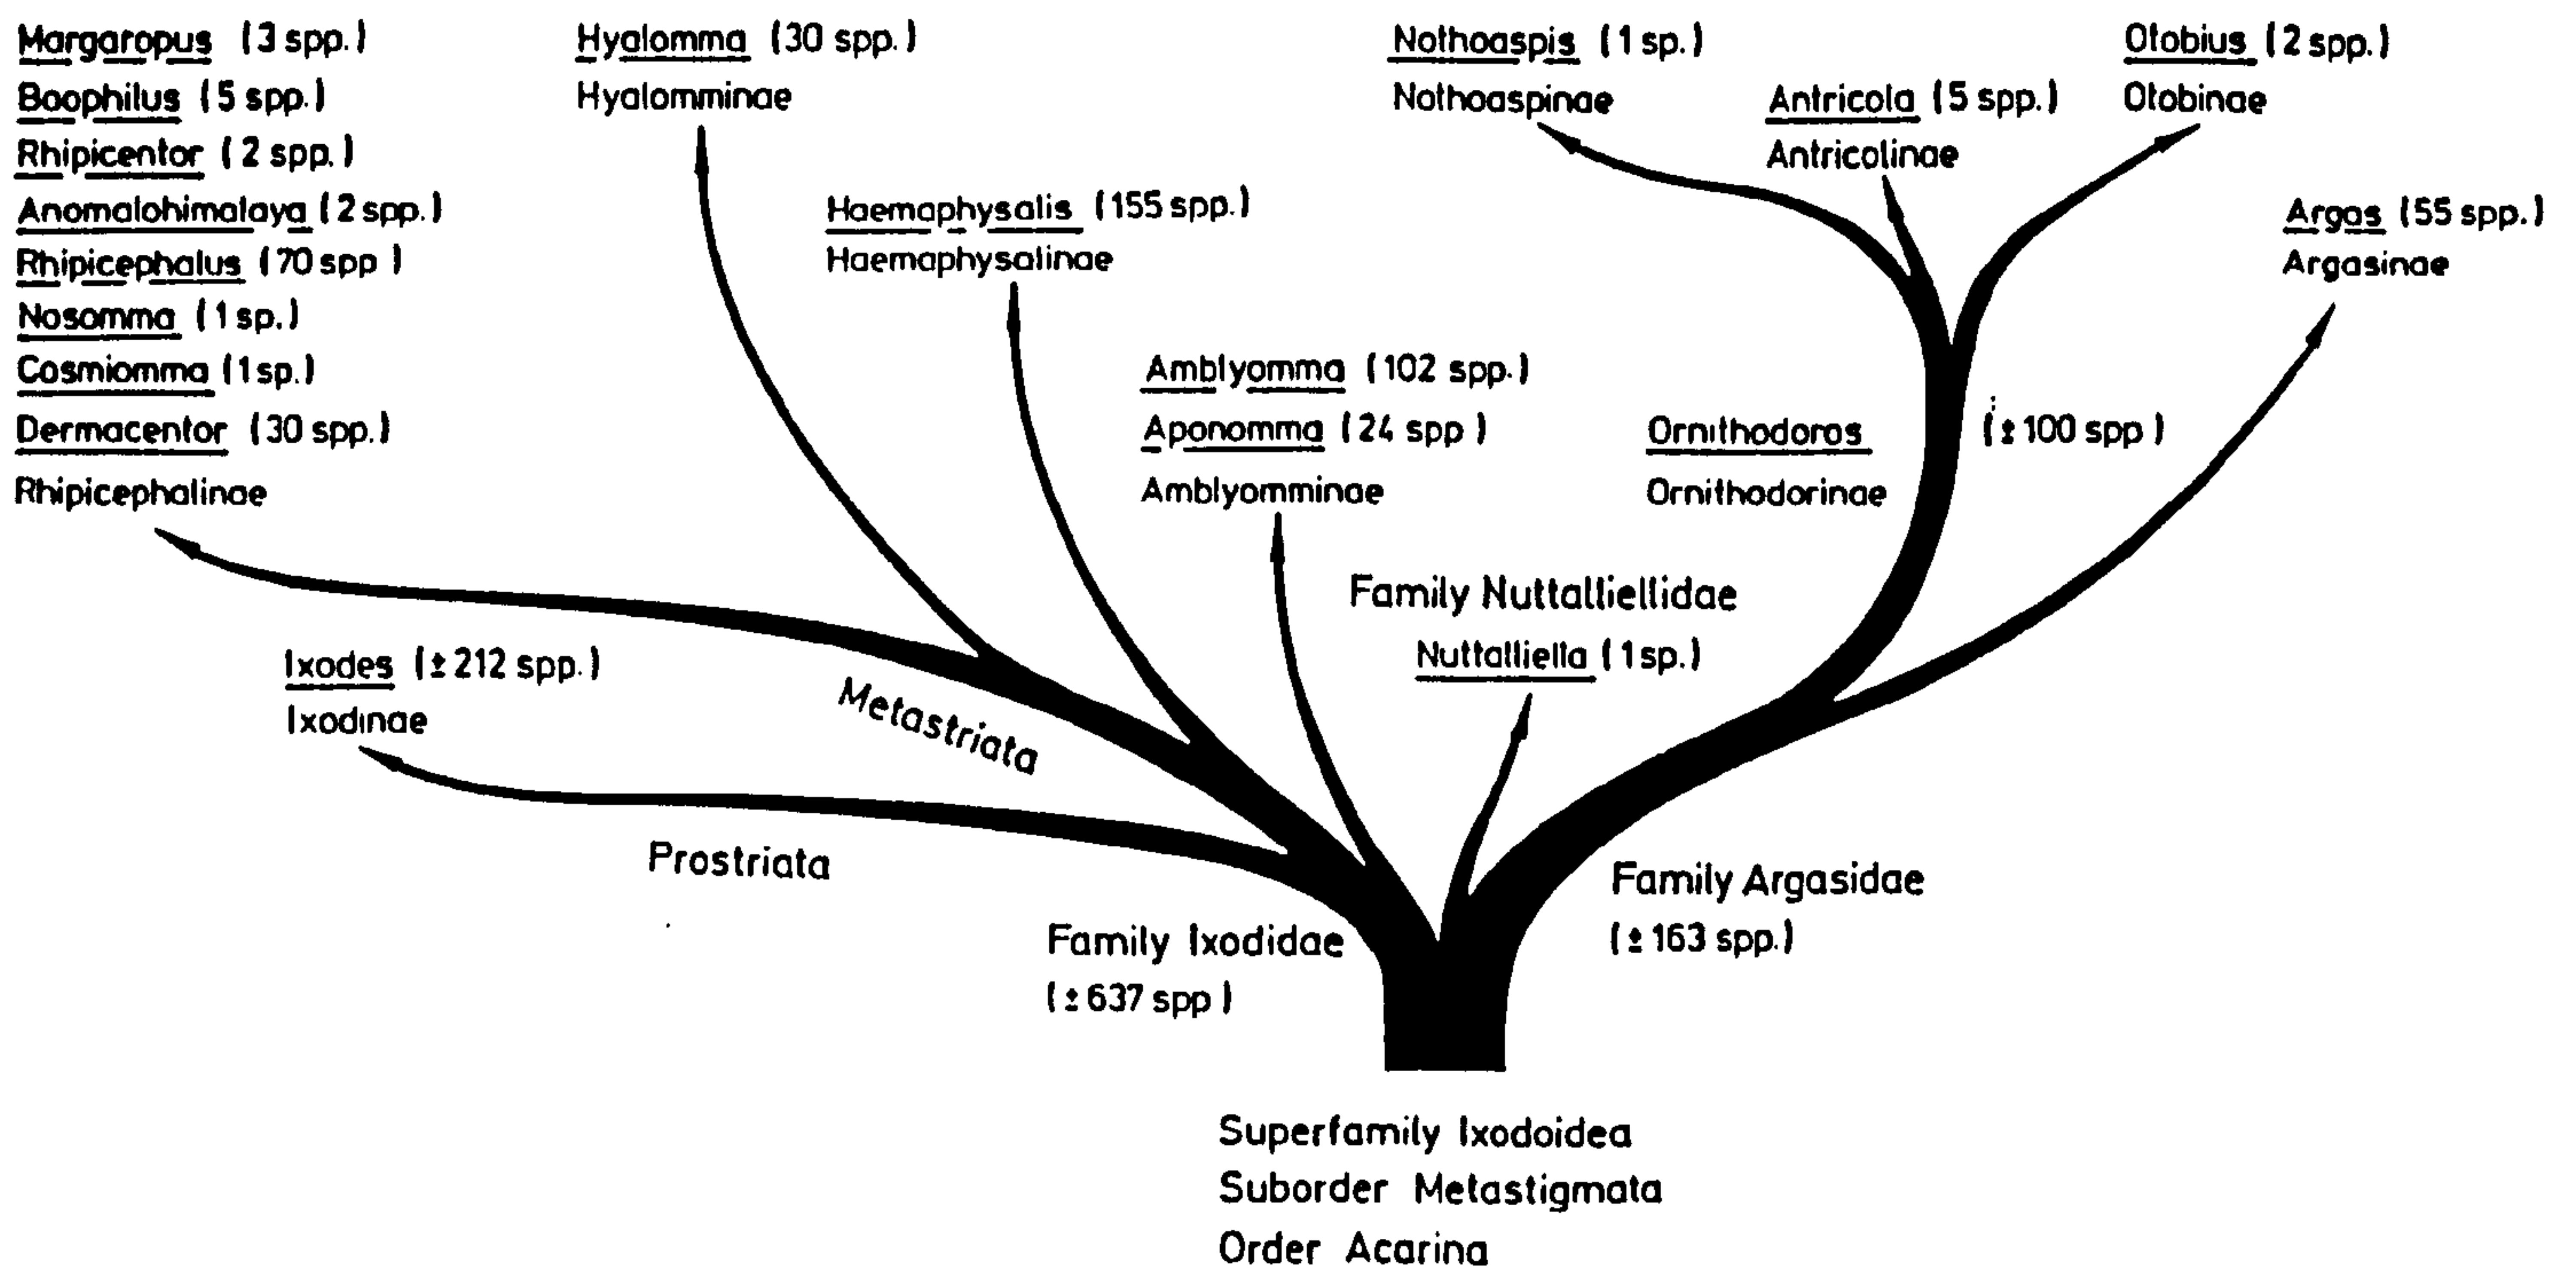 Margaropus (3 spp.)
Boophilus (5 spp.)
Rhipicentor (2 spp.)
Anomalohimalaya (2 spp.)
Rhipicephalus (70 spp )
Nosomma (1 sp.)
Cosmiomma (1 sp.)
Dermacentor (30 spp.)
Rhipicephalinae
Hyalomma (30 spp.)
Hyalomminae
Haemaphysalis (155 spp.)
Haemaphysalinae
Amblyomma (102 spp.)
Aponomma (24 spp )
Amblyomminae
Nothoaspis (1 sp.)
Nothoaspinae
Antricola (5 spp.)
Antricolinae
Otobius (2 spp.)
Otobinae
Argas (55 spp.)
Argasinae
Ornithodoros (± 100 spp )
Ornithodorinae
Family Nuttalliellidae
Nuttalliella (1 sp.)
Ixodes (± 212 spp.)
Ixodinae
Metastriata
Prostriata
Family Ixodidae
(± 637 spp )
Family Argasidae
(± 163 spp.)
Superfamily Ixodoidea
Suborder Metastigmata
Order Acarina